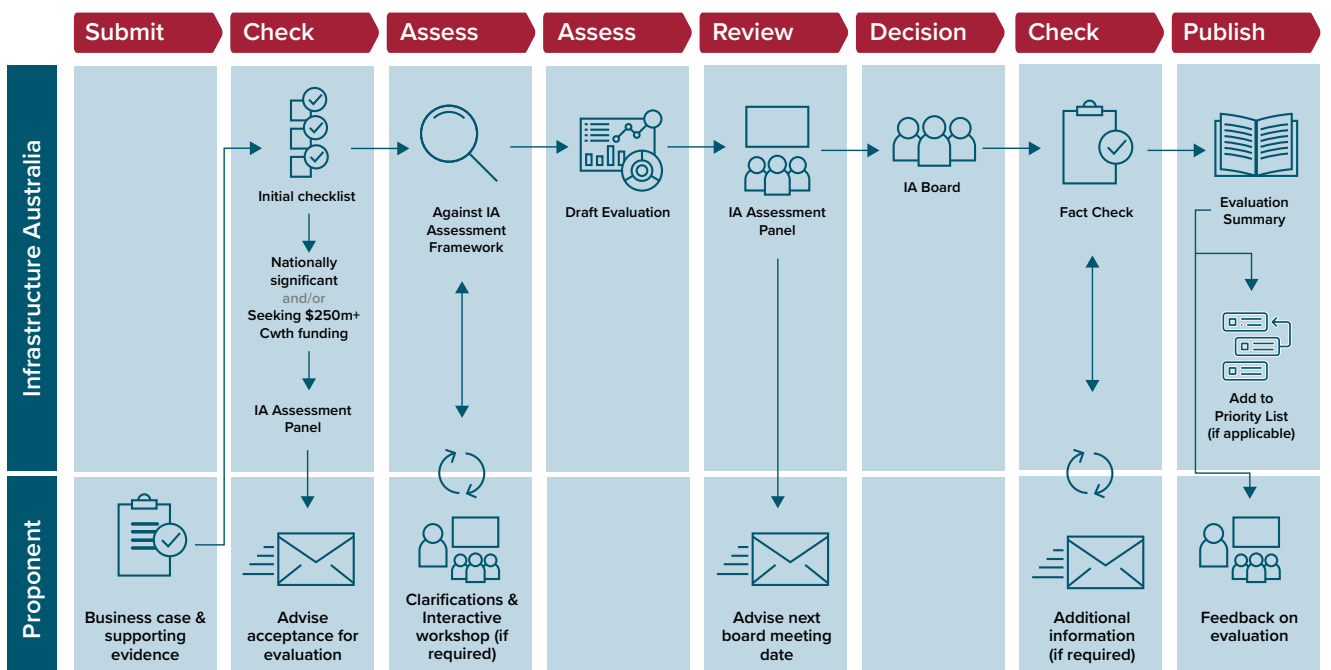 Submit
Check
Assess
Assess
Review
Decision
Check
Publish
Infrastructure Australia
Initial checklist
Nationally
significant
and/or
Seeking $250m+
Cwth funding
IA Assessment
Panel
Against IA
Assessment
Framework
Draft Evaluation
IA Assessment
Panel
IA Board
Fact Check
Evaluation
Summary
Add to
Priority List
(if applicable)
Proponent
Business case &
supporting
evidence
Advise
acceptance for
evaluation
Clarifications &
Interactive
workshop (if
required)
Advise next
board meeting
date
Additional
information
(if required)
Feedback on
evaluation